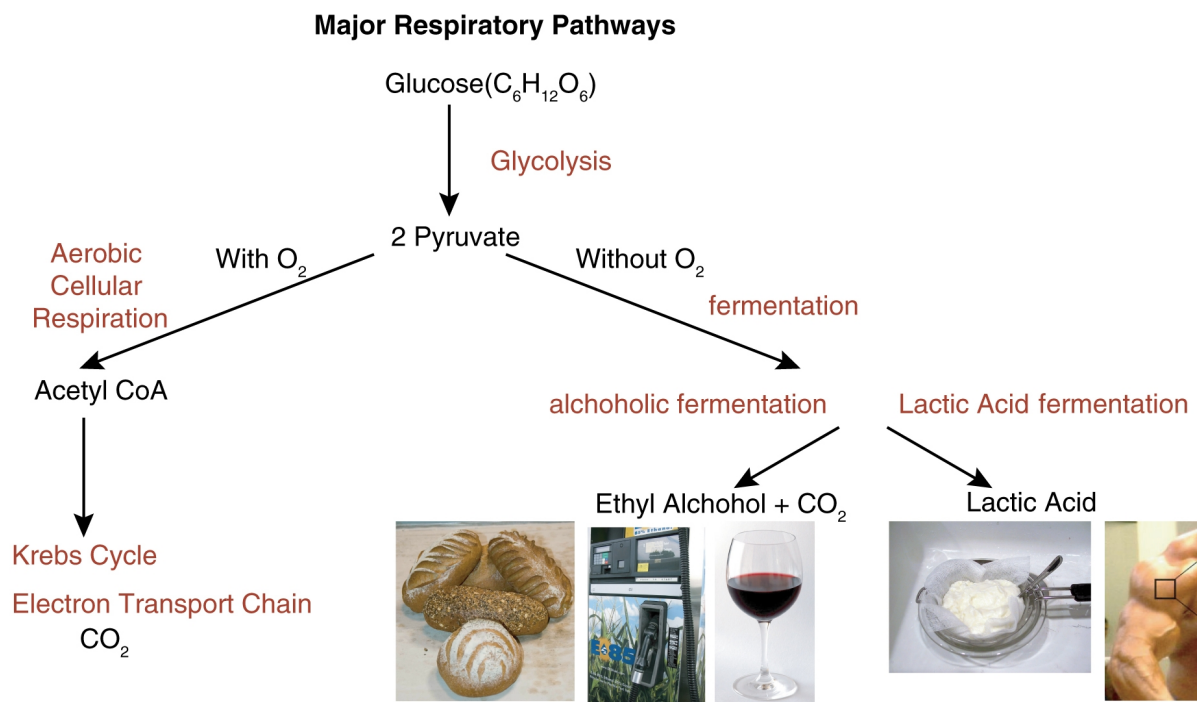 Major Respiratory Pathways
Glucose(C₆H₁₂O₆)
Glycolysis
2 Pyruvate
Aerobic
Cellular
Respiration
With O₂
Without O₂
fermentation
Acetyl CoA
alchoholic fermentation
Lactic Acid fermentation
Ethyl Alchohol + CO₂
Lactic Acid
Krebs Cycle
Electron Transport Chain
CO₂
E85